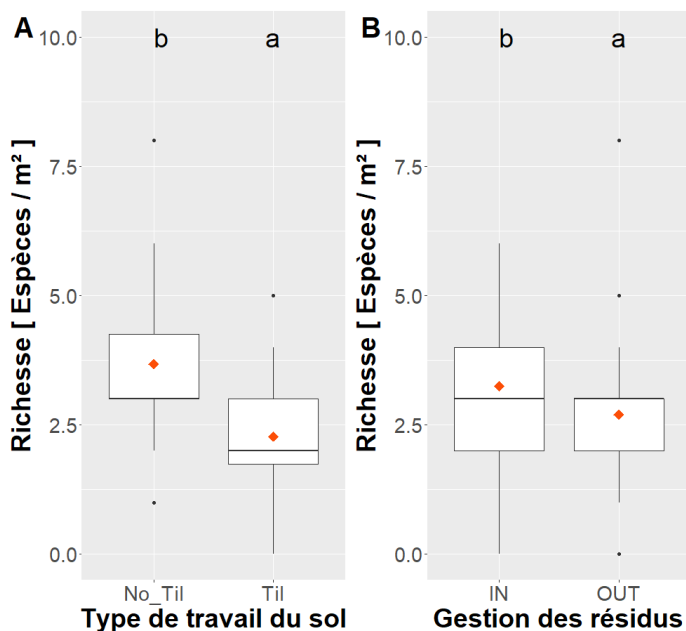 A
Richesse [ Espèces / m² ]
10.0
7.5
5.0
2.5
0.0
b a
No_Til Til
Type de travail du sol
B
Richesse [ Espèces / m² ]
10.0
7.5
5.0
2.5
0.0
b a
IN OUT
Gestion des résidus